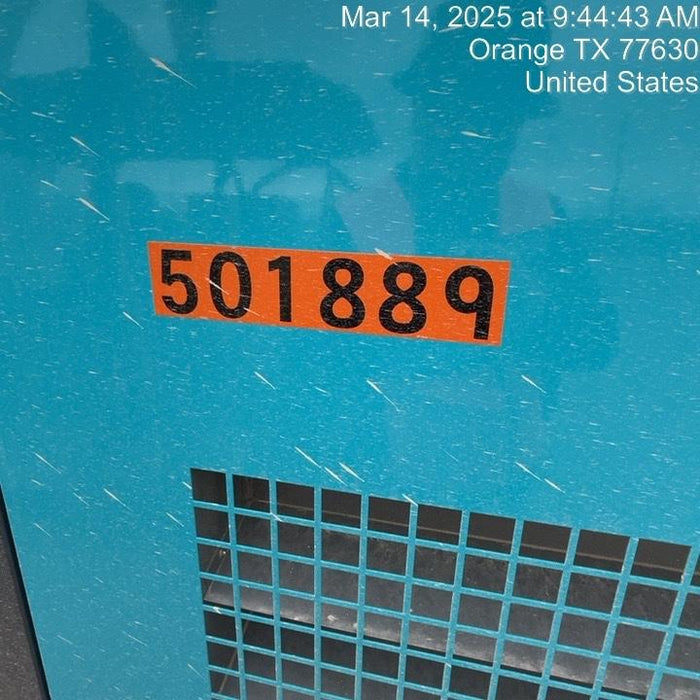 Mar 14, 2025 at 9:44:43 AM
Orange TX 77630
United States
501889